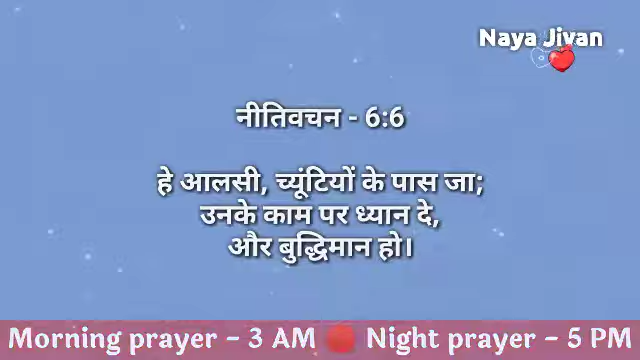 Naya Jivan
नीतिवचन - 6:6
हे आलसी, च्यूंटियों के पास जा;
उनके काम पर ध्यान दे,
और बुद्धिमान हो।
Morning prayer - 3 AM Night prayer - 5 PM